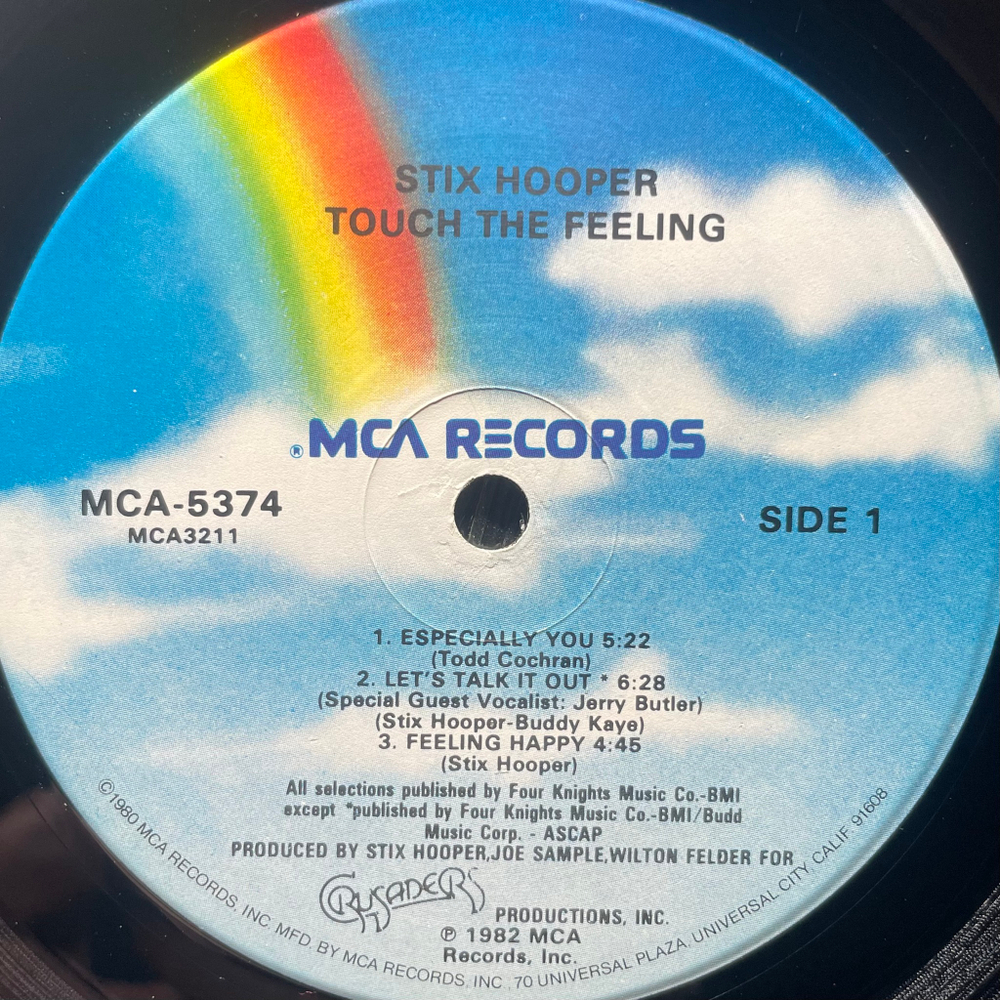 STIX HOOPER
TOUCH THE FEELING
® MCA RECORDS
MCA-5374
MCA3211
SIDE 1
1. ESPECIALLY YOU 5:22
(Todd Cochran)
2. LET'S TALK IT OUT * 6:28
(Special Guest Vocalist: Jerry Butler)
(Stix Hooper-Buddy Kaye)
3. FEELING HAPPY 4:45
(Stix Hooper)
All selections published by Four Knights Music Co.-BMI
except *published by Four Knights Music Co.-BMI/Budd
Music Corp. - ASCAP
PRODUCED BY STIX HOOPER,JOE SAMPLE,WILTON FELDER FOR
CRUSADERS
PRODUCTIONS, INC.
℗ 1982 MCA
Records, Inc.
©1980 MCA RECORDS, INC. MFD. BY MCA RECORDS, INC . 70 UNIVERSAL PLAZA, UNIVERSAL CITY, CALIF. 91608